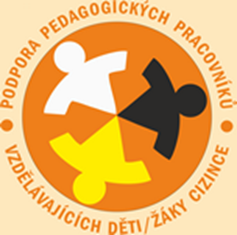 PODPORA PEDAGOGICKÝCH PRACOVNÍKŮ
VZDĚLÁVAJÍCÍCH DĚTI/ŽÁKY CIZINCE